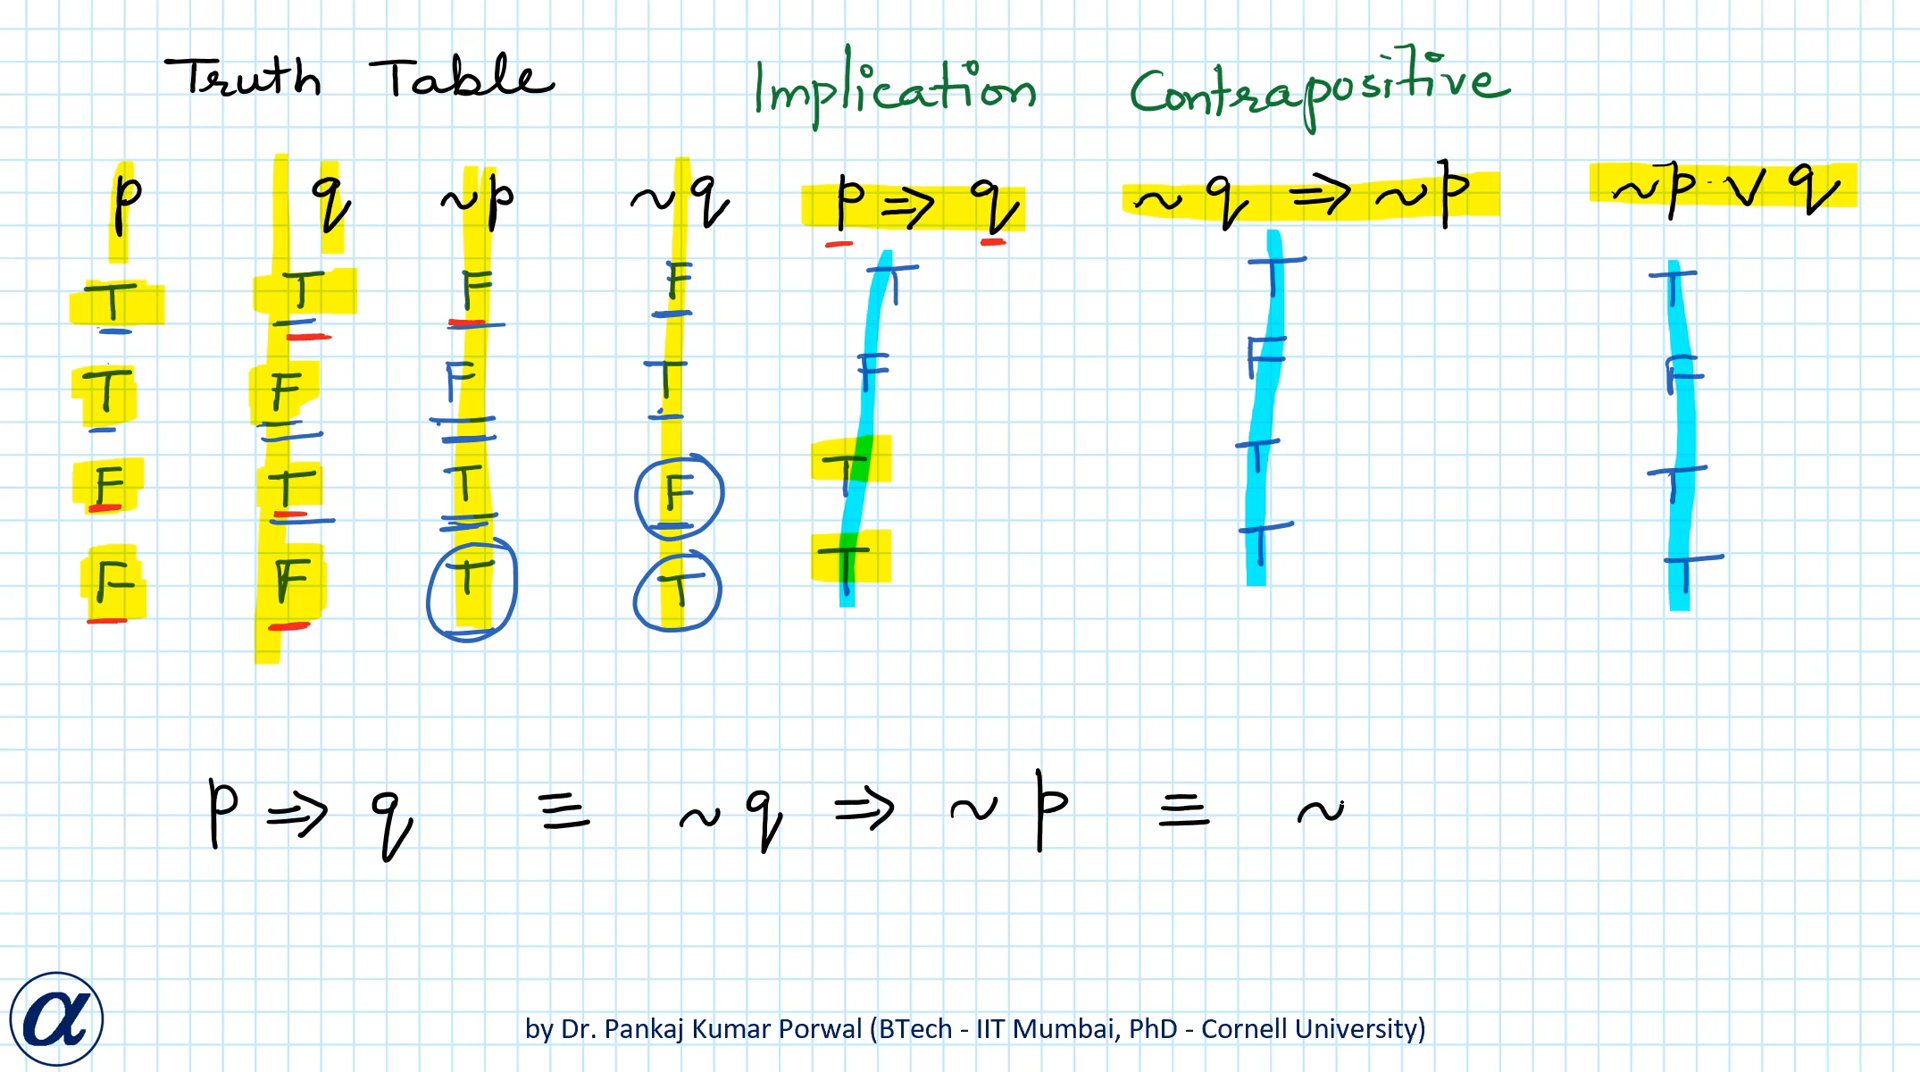 Truth Table Implication Contrapositive
p q ~p ~q p ⇒ q ~q ⇒ ~p ~p ∨ q
T T F F T T T
T F F T F F F
F T T F T T T
F F T T T T T
p ⇒ q ≡ ~q ⇒ ~p ≡ ~
α
by Dr. Pankaj Kumar Porwal (BTech - IIT Mumbai, PhD - Cornell University)